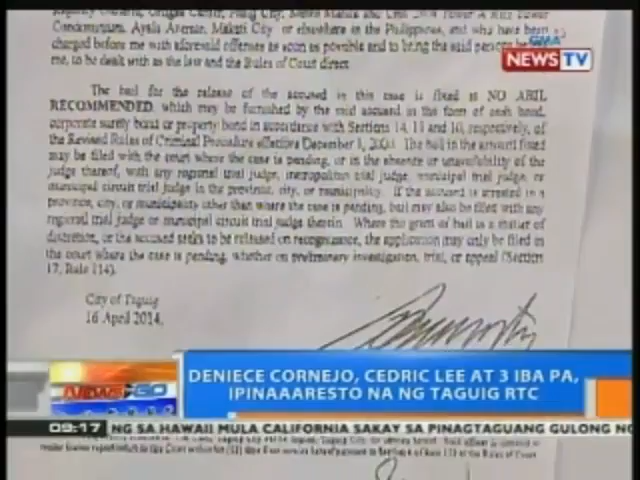 Condominium, Ayala Avenue, Makati City or elsewhere in the Philippines, and who have been
charged before me with aforesaid offenses as soon as possible and to bring the said persons before
me, to be dealt with as the law and the Rules of Court direct.
GMA
NEWS TV
The bail for the release of the accused in this case is fixed at NO ABIL
RECOMMENDED, which may be furnished by the said accused in the form of cash bond,
corporate surety bond or property bond in accordance with Sections 14, 11 and 16, respectively, of
the Revised Rules of Criminal Procedure effective December 1, 2000. The bail in the amount fixed
may be filed with the court where the case is pending, or in the absence or unavailability of the
judge thereof, with any regional trial judge, metropolitan trial judge, municipal trial judge, or
municipal circuit trial judge in the province, city, or municipality. If the accused is arrested in a
province, city, or municipality other than where the case is pending, bail may also be filed with any
regional trial judge or municipal circuit trial judge therein. Where the grant of bail is a matter of
discretion, or the accused seeks to be released on recognizance, the application may only be filed in
the court where the case is pending, whether on preliminary investigation, trial, or appeal (Section
17, Rule 114).
City of Taguig
16 April 2014.
NEWS TO GO
DENIECE CORNEJO, CEDRIC LEE AT 3 IBA PA,
IPINAAARESTO NA NG TAGUIG RTC
09:17 NG SA HAWAII MULA CALIFORNIA SAKAY SA PINAGTAGUANG GULONG NG